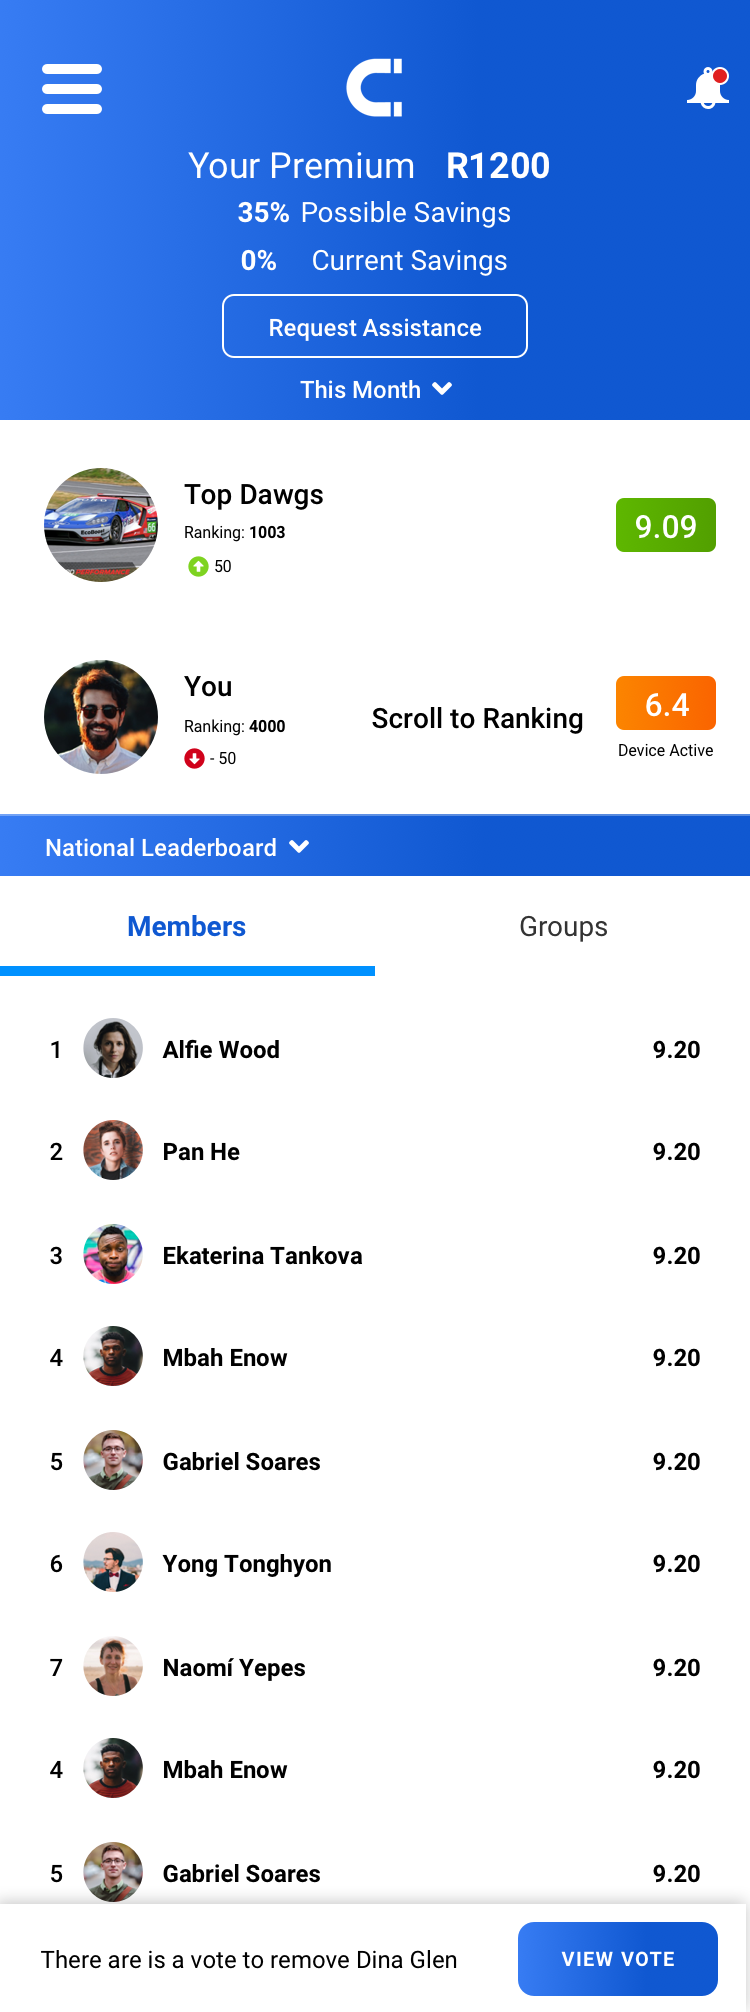 Your Premium R1200
35% Possible Savings
0% Current Savings
Request Assistance
This Month
Top Dawgs
Ranking: 1003
50
9.09
You
Ranking: 4000
- 50
Scroll to Ranking
6.4
Device Active
National Leaderboard
Members Groups
1 Alfie Wood 9.20
2 Pan He 9.20
3 Ekaterina Tankova 9.20
4 Mbah Enow 9.20
5 Gabriel Soares 9.20
6 Yong Tonghyon 9.20
7 Naomí Yepes 9.20
4 Mbah Enow 9.20
5 Gabriel Soares 9.20
There are is a vote to remove Dina Glen VIEW VOTE